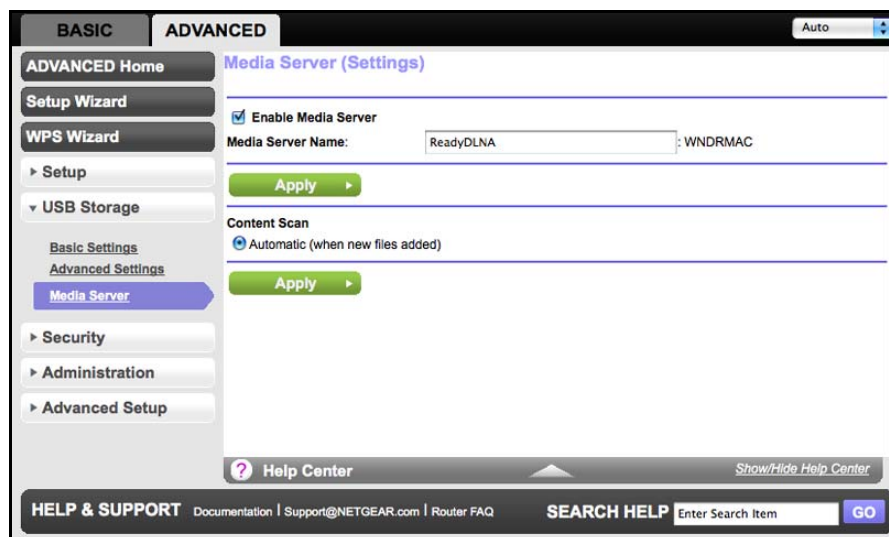 BASIC
ADVANCED
Auto
ADVANCED Home
Setup Wizard
WPS Wizard
Setup
USB Storage
Basic Settings
Advanced Settings
Media Server
Security
Administration
Advanced Setup
Media Server (Settings)
Enable Media Server
Media Server Name: ReadyDLNA : WNDRMAC
Apply
Content Scan
Automatic (when new files added)
Apply
? Help Center
Show/Hide Help Center
HELP & SUPPORT Documentation | Support@NETGEAR.com | Router FAQ
SEARCH HELP Enter Search Item GO